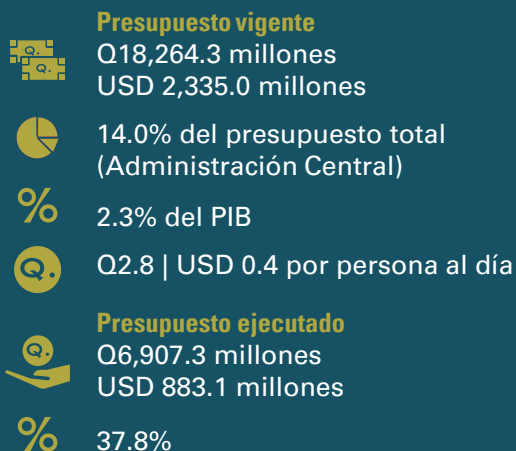 Presupuesto vigente
Q.
Q.
Q18,264.3 millones
USD 2,335.0 millones
14.0% del presupuesto total
(Administración Central)
%
2.3% del PIB
Q.
Q2.8 | USD 0.4 por persona al día
Presupuesto ejecutado
Q.
Q6,907.3 millones
USD 883.1 millones
%
37.8%